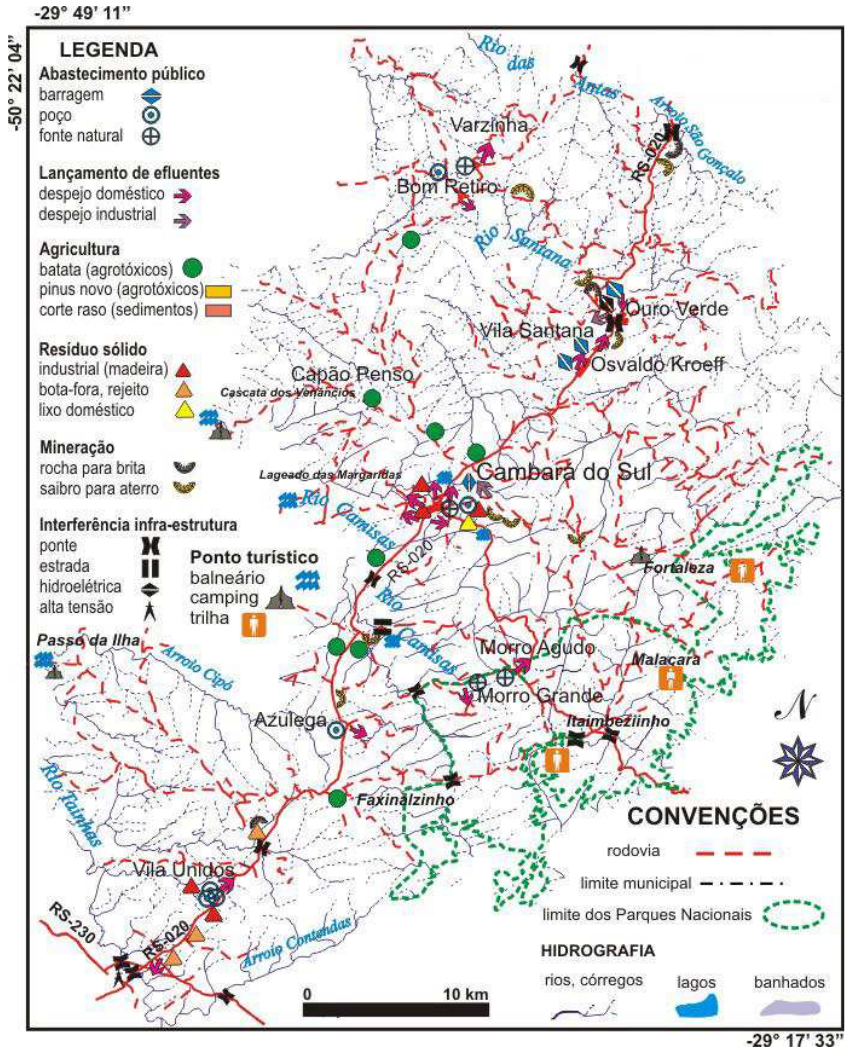 -29° 49' 11"
-50° 22' 04"
LEGENDA
Abastecimento público
barragem
poço
fonte natural
Lançamento de efluentes
despejo doméstico
despejo industrial
Agricultura
batata (agrotóxicos)
pinus novo (agrotóxicos)
corte raso (sedimentos)
Resíduo sólido
industrial (madeira)
bota-fora, rejeito
lixo doméstico
Mineração
rocha para brita
saibro para aterro
Interferência infra-estrutura
ponte
estrada
hidroelétrica
alta tensão
Ponto turístico
balneário
camping
trilha
Rio das
Antas
Arroio São Gonçalo
RS-020
Varzinha
Bom Retiro
Rio Santana
Ouro Verde
Vila Santana
Osvaldo Kroeff
Capão Penso
Cascata dos Venâncios
Cambará do Sul
Lageado das Margaridas
Rio Camisas
RS-020
Fortaleza
Rio Camisas
Passo da Ilha
Arroio Cipó
Morro Agudo
Malacara
Morro Grande
Azulega
Itaimbeziinho
N
Rio Tainhas
Faxinalzinho
Vila Unidos
RS-230
RS-020
Arroio Contendas
0 10 km
CONVENÇÕES
rodovia
limite municipal
limite dos Parques Nacionais
HIDROGRAFIA
rios, córregos lagos banhados
-29° 17' 33"